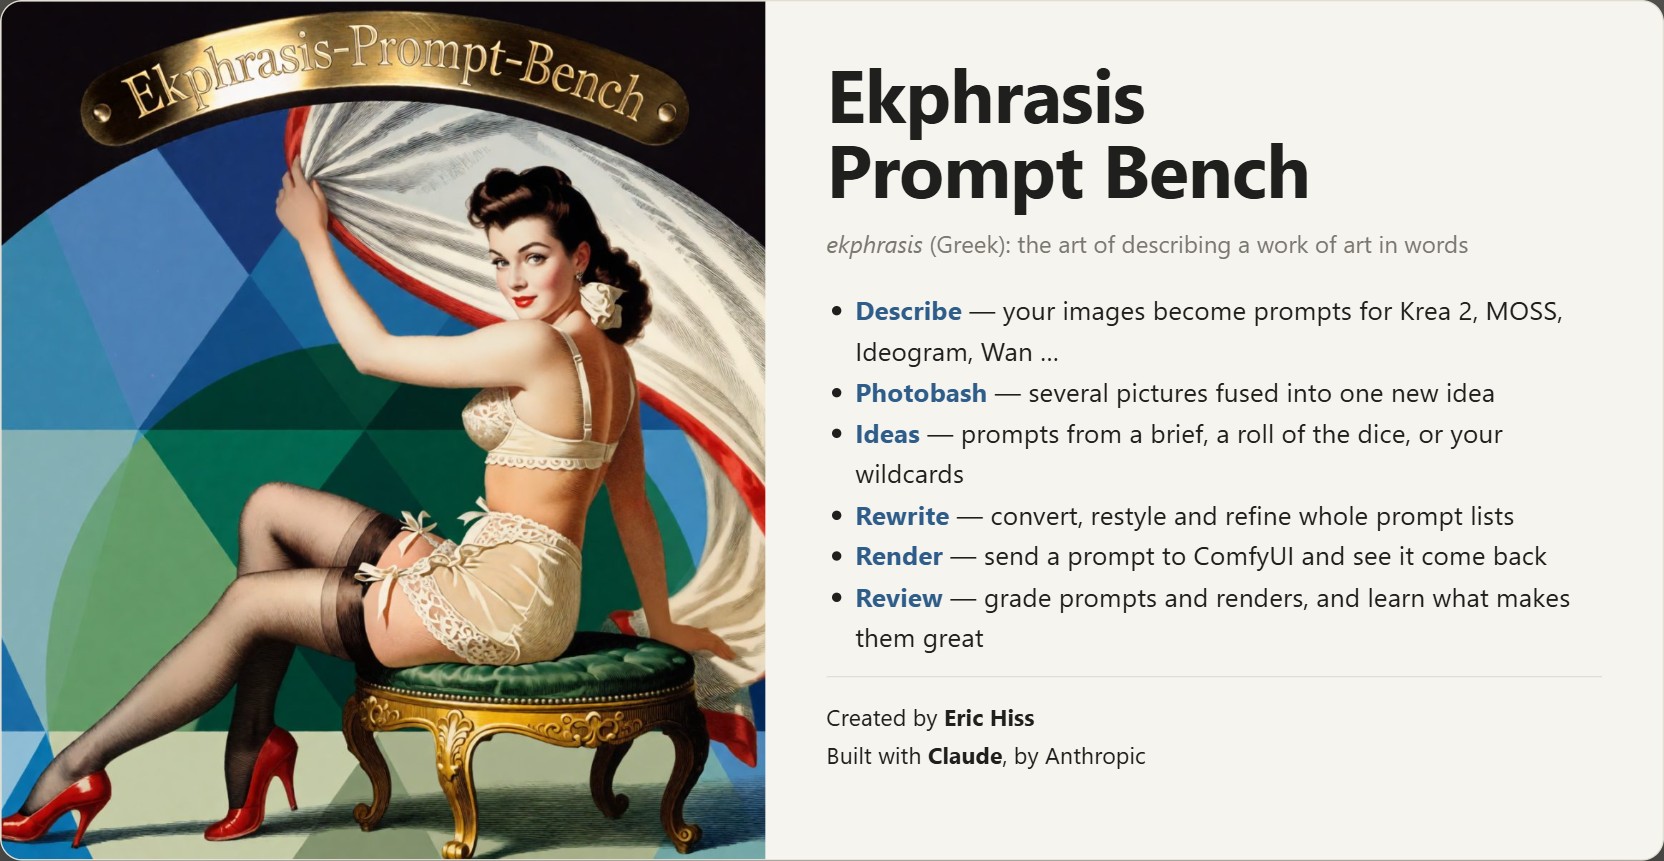 Ekphrasis-Prompt-Bench
Ekphrasis
Prompt Bench
ekphrasis (Greek): the art of describing a work of art in words
• Describe — your images become prompts for Krea 2, MOSS,
Ideogram, Wan ...
• Photobash — several pictures fused into one new idea
• Ideas — prompts from a brief, a roll of the dice, or your
wildcards
• Rewrite — convert, restyle and refine whole prompt lists
• Render — send a prompt to ComfyUI and see it come back
• Review — grade prompts and renders, and learn what makes
them great
Created by Eric Hiss
Built with Claude, by Anthropic